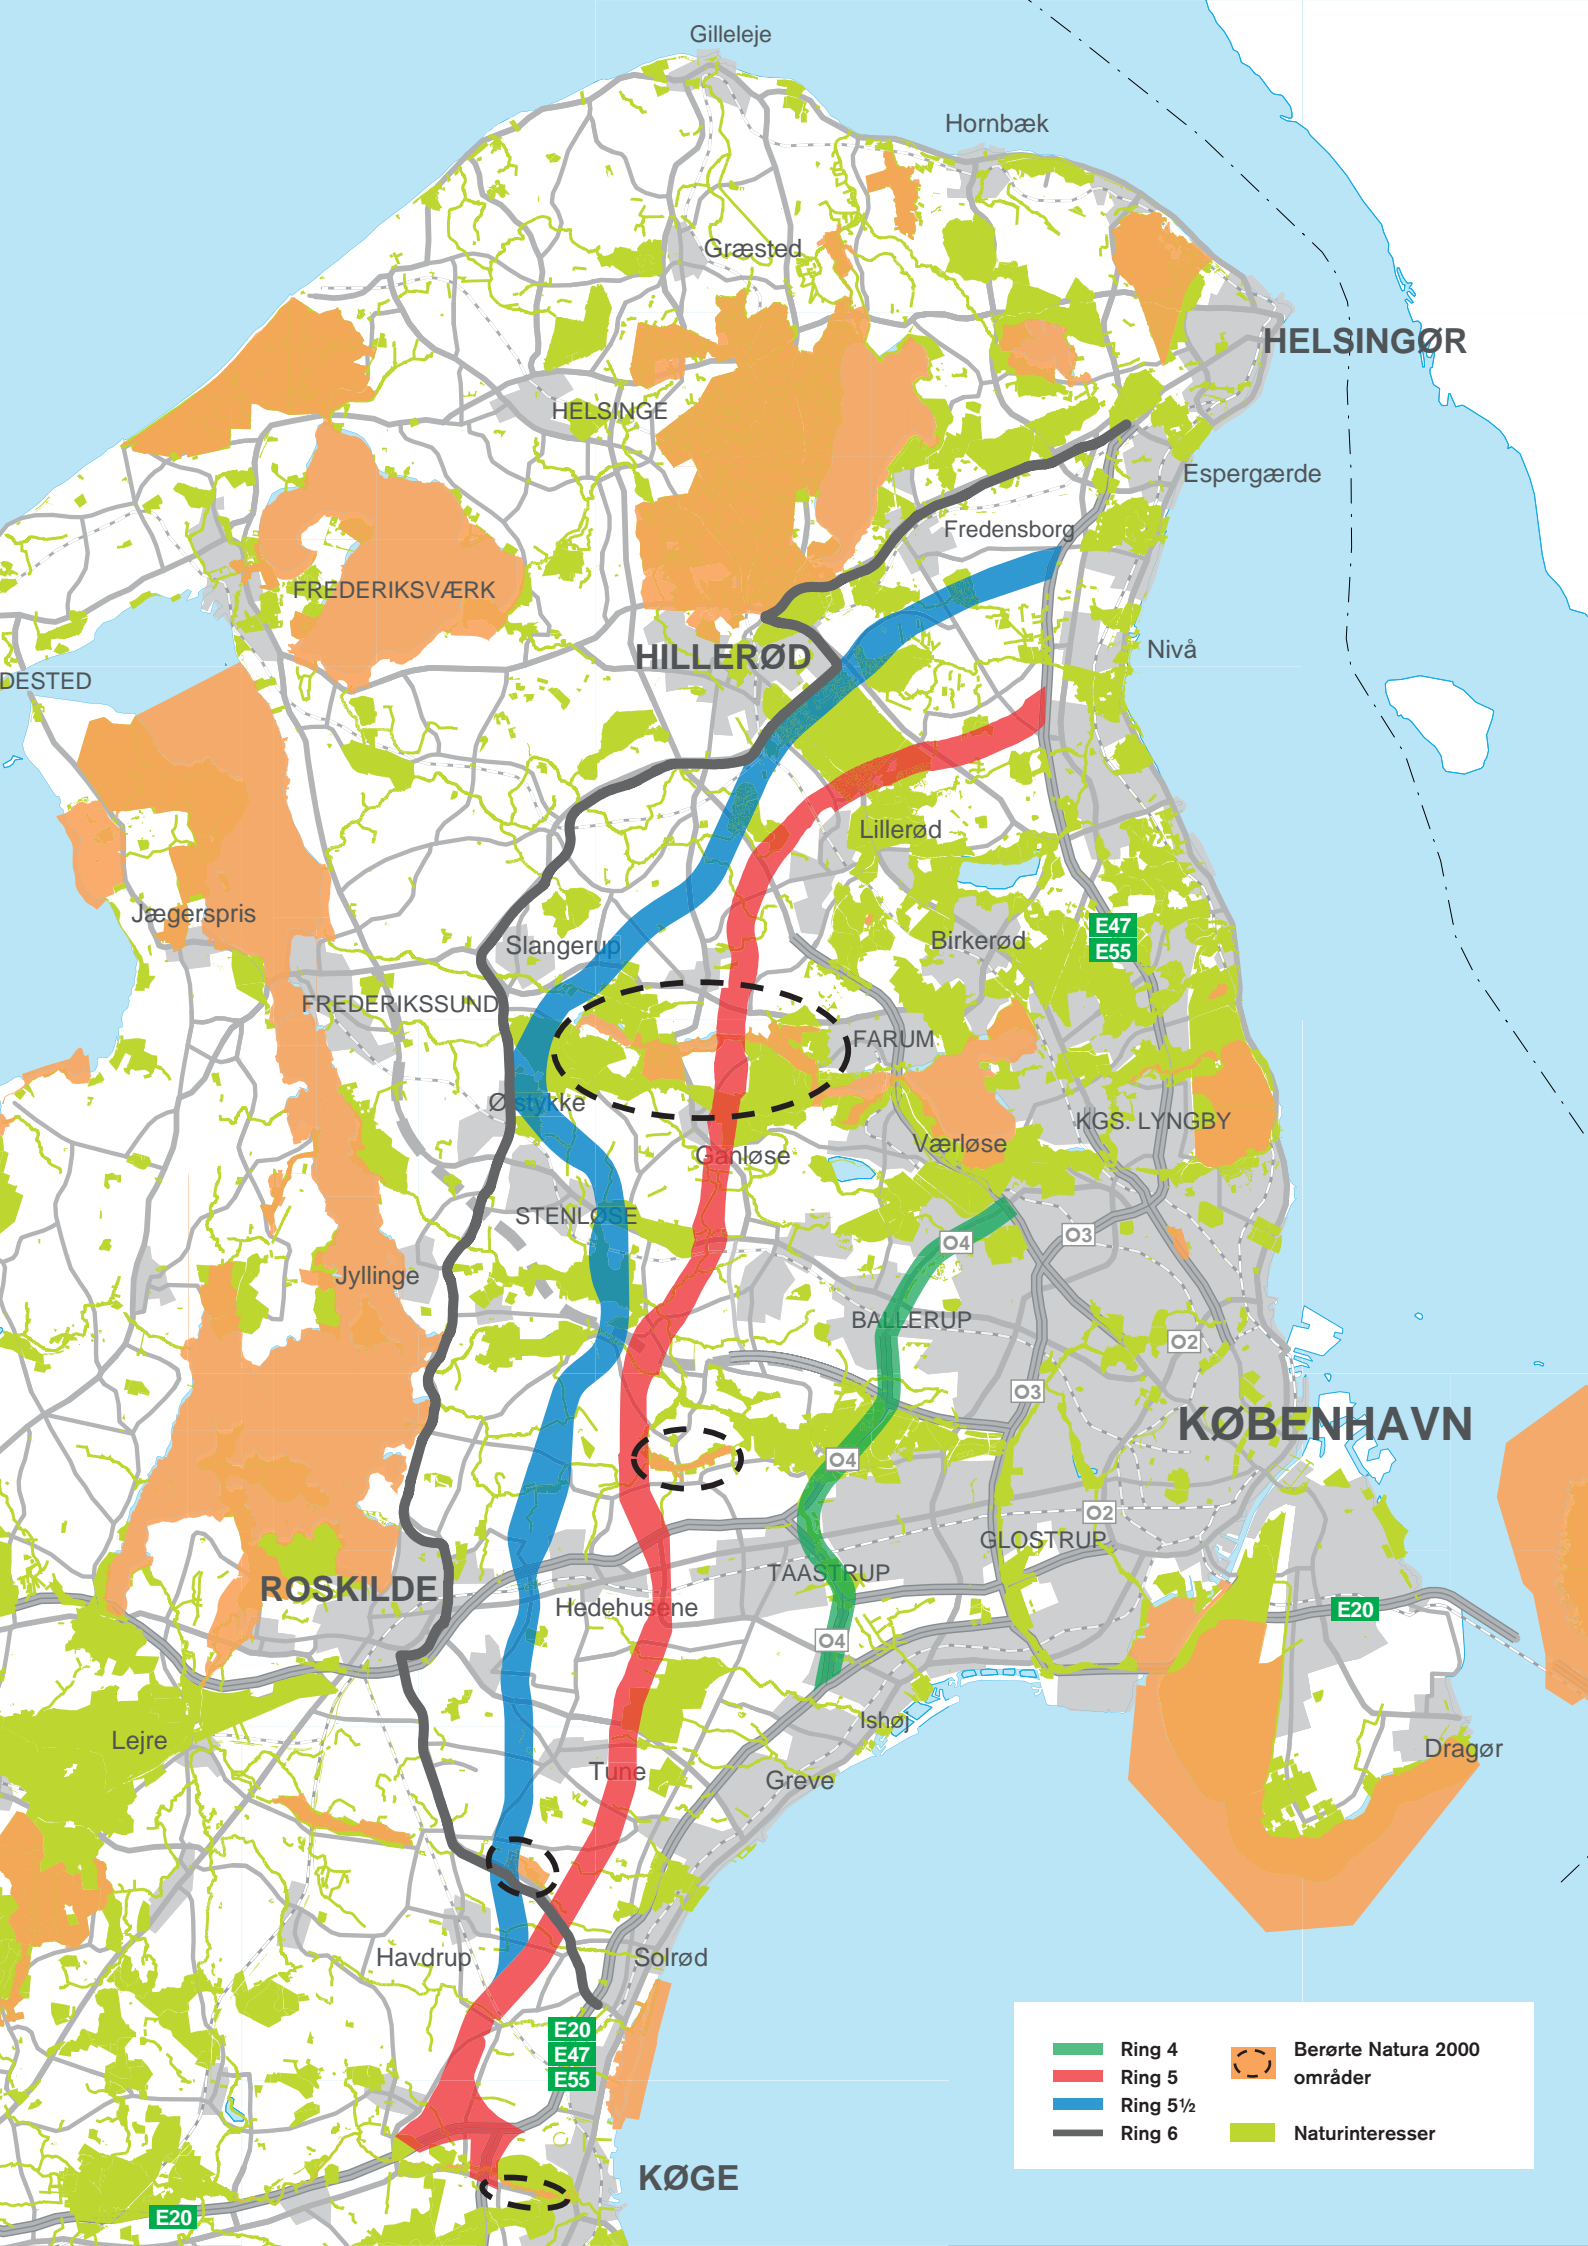 Gilleleje
Hornbæk
Græsted
HELSINGØR
HELSINGE
Espergærde
Fredensborg
FREDERIKSVÆRK
HILLERØD
Nivå
DESTED
Lillerød
Jægerspris
E47
E55
Birkerød
Slangerup
FREDERIKSSUND
FARUM
Ølstykke
KGS. LYNGBY
Værløse
Ganløse
STENLØSE
O3
O4
Jyllinge
BALLERUP
O2
O3
KØBENHAVN
O4
O2
GLOSTRUP
TAASTRUP
ROSKILDE
Hedehusene
E20
O4
Ishøj
Lejre
Dragør
Tune
Greve
Havdrup
Solrød
E20
E47
E55
KØGE
E20
Ring 4
Ring 5
Ring 5½
Ring 6
Berørte Natura 2000
områder
Naturinteresser